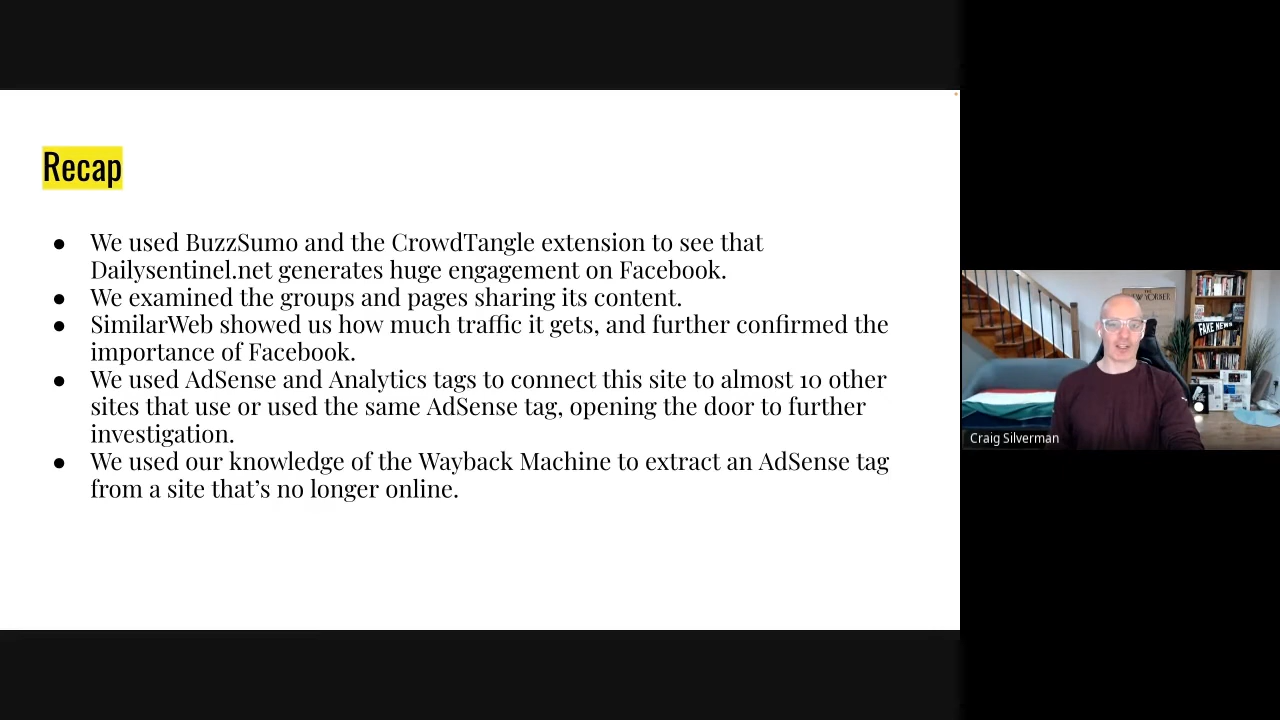 Recap
● We used BuzzSumo and the CrowdTangle extension to see that
Dailysentinel.net generates huge engagement on Facebook.
● We examined the groups and pages sharing its content.
● SimilarWeb showed us how much traffic it gets, and further confirmed the
importance of Facebook.
● We used AdSense and Analytics tags to connect this site to almost 10 other
sites that use or used the same AdSense tag, opening the door to further
investigation.
● We used our knowledge of the Wayback Machine to extract an AdSense tag
from a site that’s no longer online.
FAKE NEWS
Craig Silverman